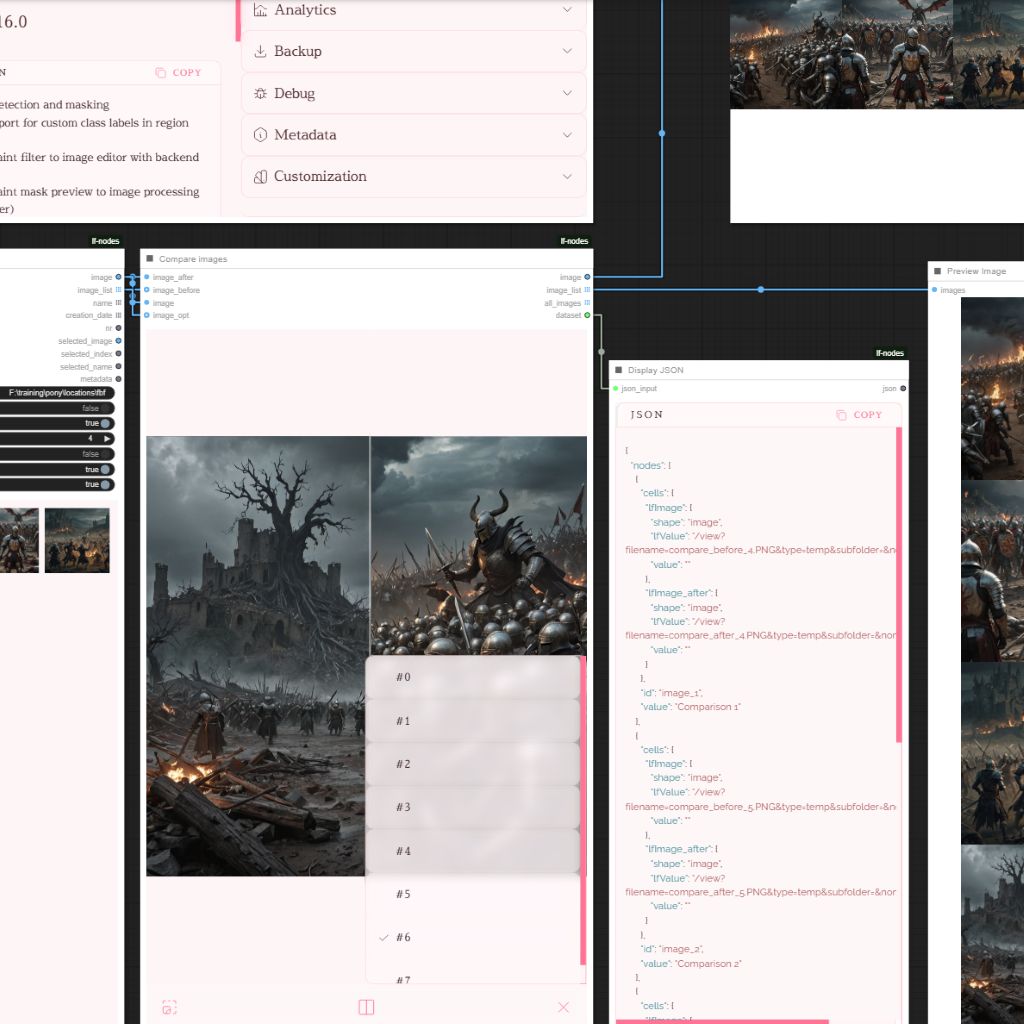 16.0
N
COPY
etection and masking
port for custom class labels in region
aint filter to image editor with backend
aint mask preview to image processing
er)
Analytics
Backup
Debug
Metadata
Customization
lf-nodes
image
image_list
name
creation_date
nr
selected_image
selected_index
selected_name
metadata
F:\training\pony\locations\fbf
false
true
4
false
true
true
lf-nodes
Compare images
image_after
image_before
image
image_opt
image
image_list
all_images
dataset
#0
#1
#2
#3
#4
#5
#6
#7
lf-nodes
Display JSON
json_input
json
JSON
COPY
[
"nodes": [
{
"cells": {
"lfImage": {
"shape": "image",
"lfValue": "/view?
filename=compare_before_4.PNG&type=temp&subfolder=&n
"value": ""
},
"lfImage_after": {
"shape": "image",
"lfValue": "/view?
filename=compare_after_4.PNG&type=temp&subfolder=&nor
"value": ""
}
},
"id": "image_1",
"value": "Comparison 1"
},
{
"cells": {
"lfImage": {
"shape": "image",
"lfValue": "/view?
filename=compare_before_5.PNG&type=temp&subfolder=&n
"value": ""
},
"lfImage_after": {
"shape": "image",
"lfValue": "/view?
filename=compare_after_5.PNG&type=temp&subfolder=&nor
"value": ""
}
},
"id": "image_2",
"value": "Comparison 2"
},
{
"cells": {
"lfImage": {
Preview Image
images